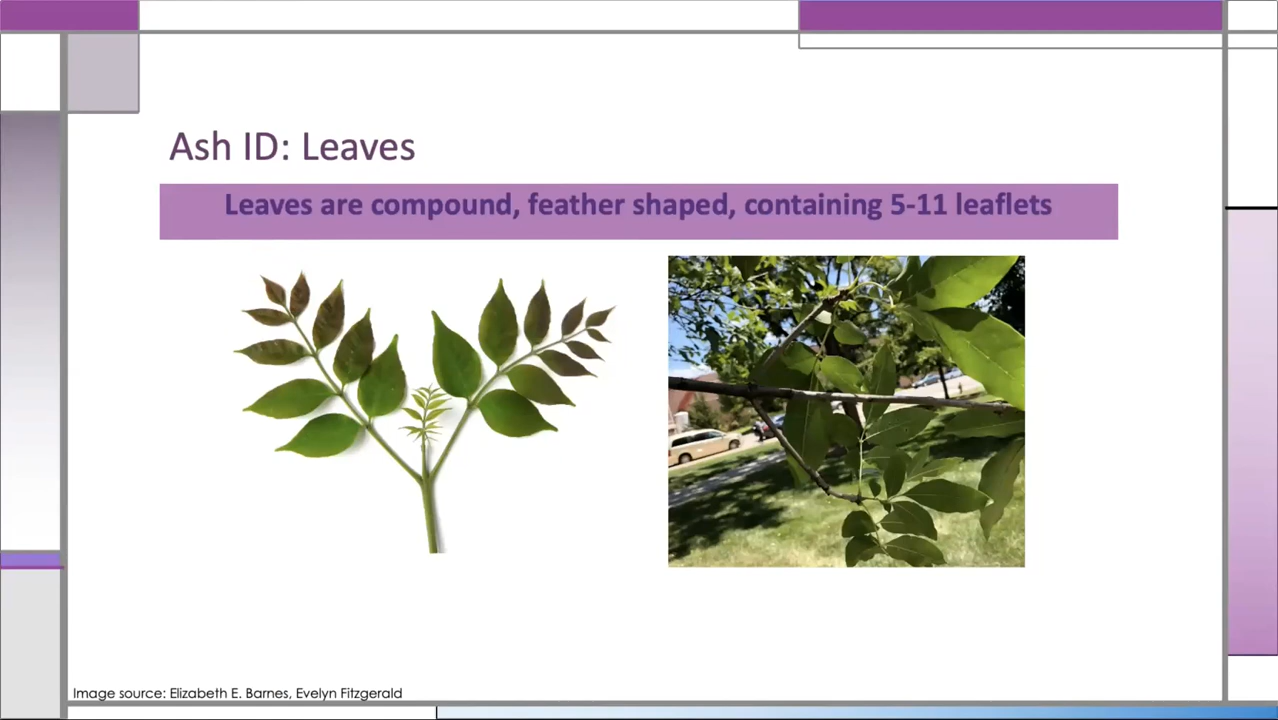 Ash ID: Leaves
Leaves are compound, feather shaped, containing 5-11 leaflets
Image source: Elizabeth E. Barnes, Evelyn Fitzgerald